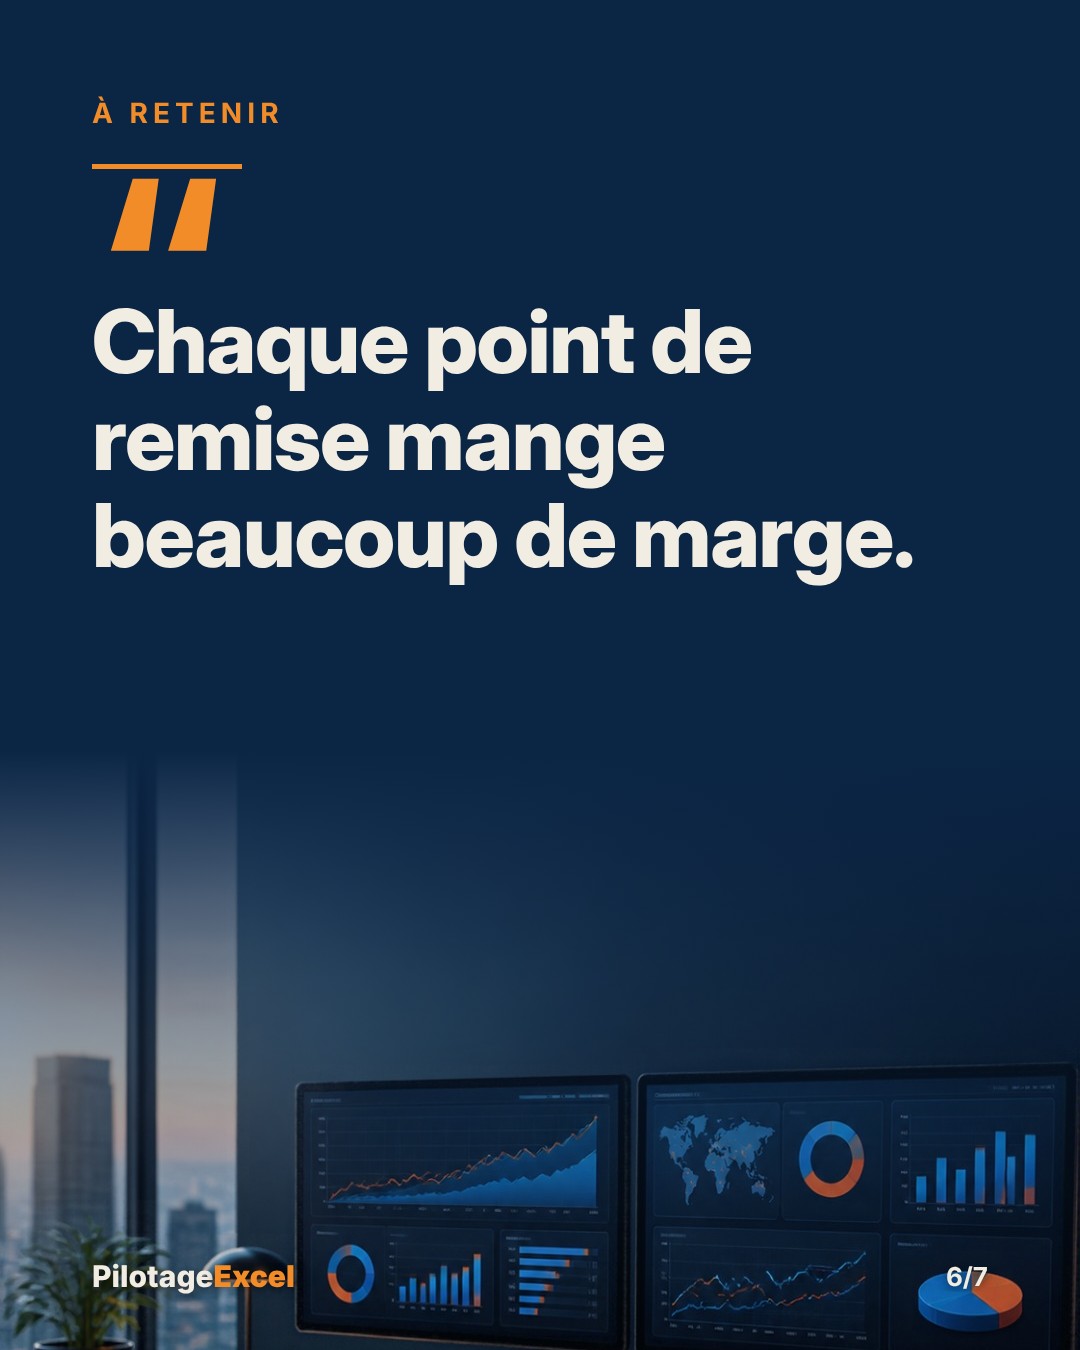 À RETENIR
"
Chaque point de
remise mange
beaucoup de marge.
PilotageExcel
6/7